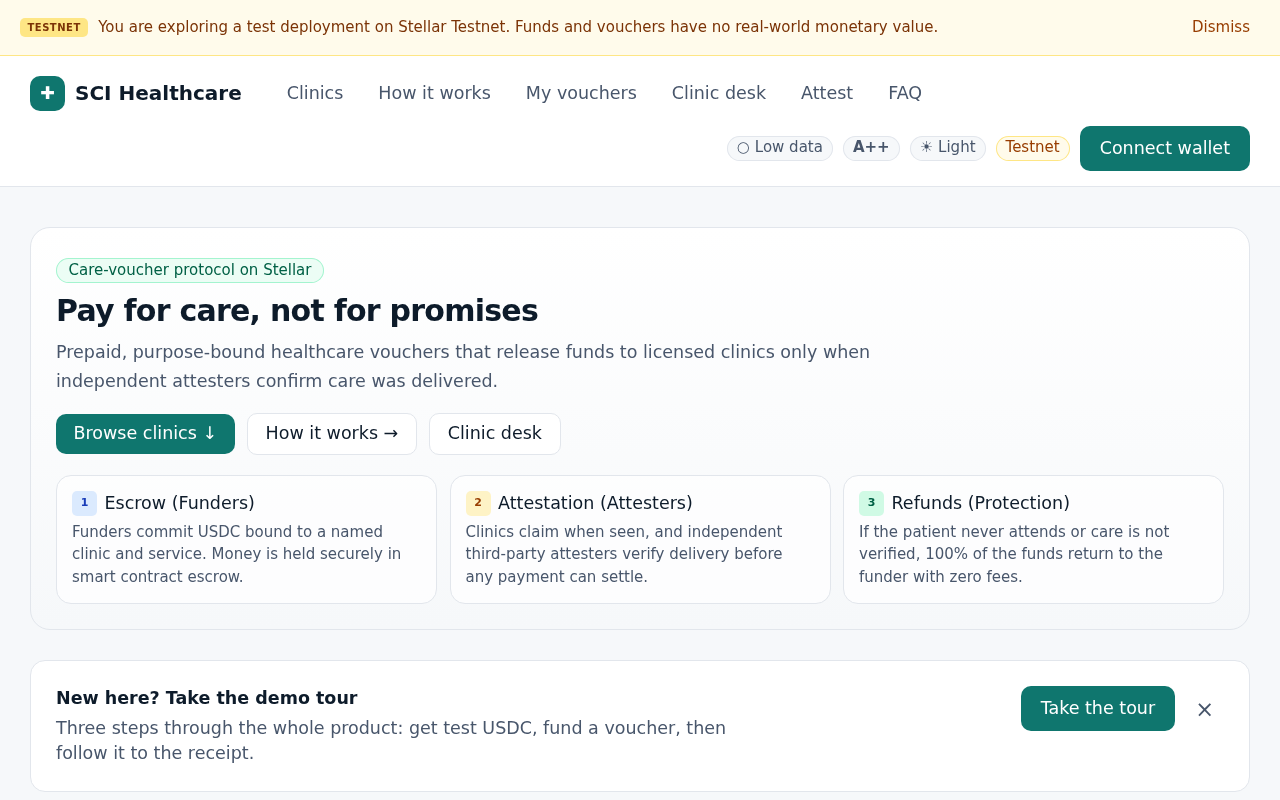 TESTNET You are exploring a test deployment on Stellar Testnet. Funds and vouchers have no real-world monetary value. Dismiss
SCI Healthcare Clinics How it works My vouchers Clinic desk Attest FAQ
○ Low data A++ ☀ Light Testnet Connect wallet
Care-voucher protocol on Stellar
Pay for care, not for promises
Prepaid, purpose-bound healthcare vouchers that release funds to licensed clinics only when
independent attesters confirm care was delivered.
Browse clinics ↓ How it works → Clinic desk
1 Escrow (Funders)
Funders commit USDC bound to a named
clinic and service. Money is held securely in
smart contract escrow.
2 Attestation (Attesters)
Clinics claim when seen, and independent
third-party attesters verify delivery before
any payment can settle.
3 Refunds (Protection)
If the patient never attends or care is not
verified, 100% of the funds return to the
funder with zero fees.
New here? Take the demo tour
Three steps through the whole product: get test USDC, fund a voucher, then
follow it to the receipt.
Take the tour ×